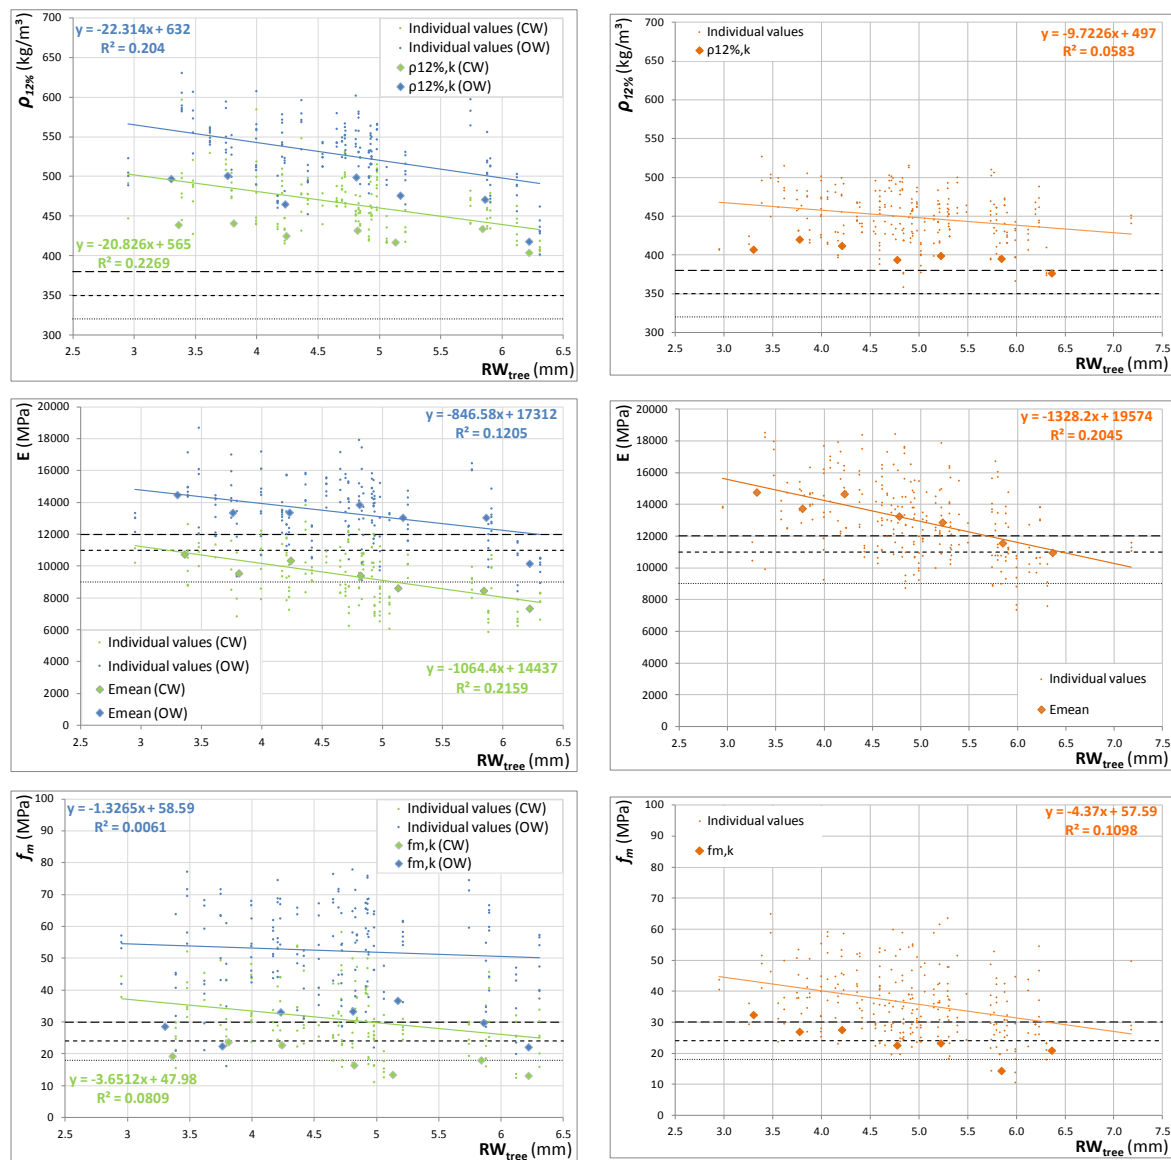 y = -22.314x + 632
R² = 0.204
Individual values (CW)
Individual values (OW)
ρ12%,k (CW)
ρ12%,k (OW)
y = -20.826x + 565
R² = 0.2269
ρ12% (kg/m³)
700
650
600
550
500
450
400
350
300
2.5 3 3.5 4 4.5 5 5.5 6 6.5
RWtree (mm)
y = -9.7226x + 497
R² = 0.0583
Individual values
ρ12%,k
ρ12% (kg/m³)
700
650
600
550
500
450
400
350
300
2.5 3.0 3.5 4.0 4.5 5.0 5.5 6.0 6.5 7.0 7.5
RWtree (mm)
y = -846.58x + 17312
R² = 0.1205
E (MPa)
20000
18000
16000
14000
12000
10000
8000
6000
4000
2000
0
Individual values (CW)
Individual values (OW)
Emean (CW)
Emean (OW)
y = -1064.4x + 14437
R² = 0.2159
2.5 3 3.5 4 4.5 5 5.5 6 6.5
RWtree (mm)
y = -1328.2x + 19574
R² = 0.2045
E (MPa)
20000
18000
16000
14000
12000
10000
8000
6000
4000
2000
0
Individual values
Emean
2.5 3.0 3.5 4.0 4.5 5.0 5.5 6.0 6.5 7.0 7.5
RWtree (mm)
y = -1.3265x + 58.59
R² = 0.0061
Individual values (CW)
Individual values (OW)
fm,k (CW)
fm,k (OW)
fm (MPa)
100
90
80
70
60
50
40
30
20
10
0
y = -3.6512x + 47.98
R² = 0.0809
2.5 3 3.5 4 4.5 5 5.5 6 6.5
RWtree (mm)
y = -4.37x + 57.59
R² = 0.1098
Individual values
fm,k
fm (MPa)
100
90
80
70
60
50
40
30
20
10
0
2.5 3.0 3.5 4.0 4.5 5.0 5.5 6.0 6.5 7.0 7.5
RWtree (mm)